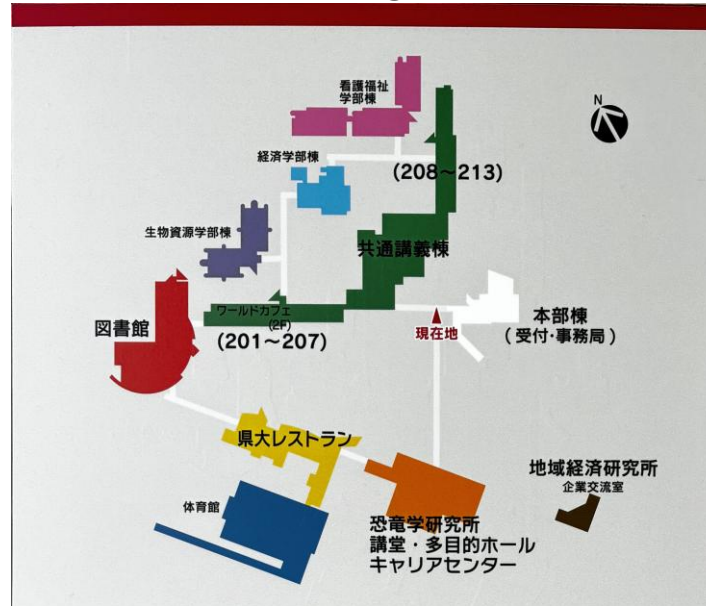 看護福祉
学部棟
N
経済学部棟
(208～213)
生物資源学部棟
共通講義棟
ワールドカフェ
(2F)
図書館
(201～207)
現在地
本部棟
(受付・事務局)
県大レストラン
地域経済研究所
企業交流室
体育館
恐竜学研究所
講堂・多目的ホール
キャリアセンター